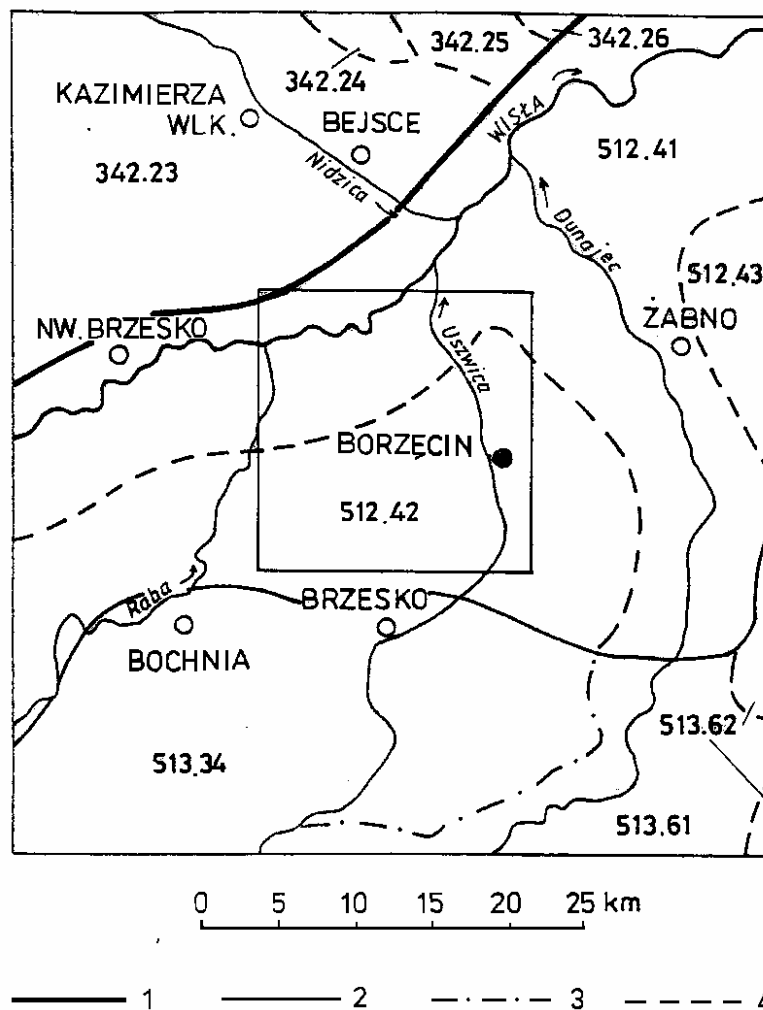 342.25
342.26
342.24
KAZIMIERZA
WLK.
BEJSCE
WISŁA
512.41
342.23
Nidzica
Dunajec
512.43
NW. BRZESKO
ŻABNO
Uszwica
BORZĘCIN
512.42
Raba
BRZESKO
BOCHNIA
513.62
513.34
513.61
0 5 10 15 20 25 km
1 2 3 4